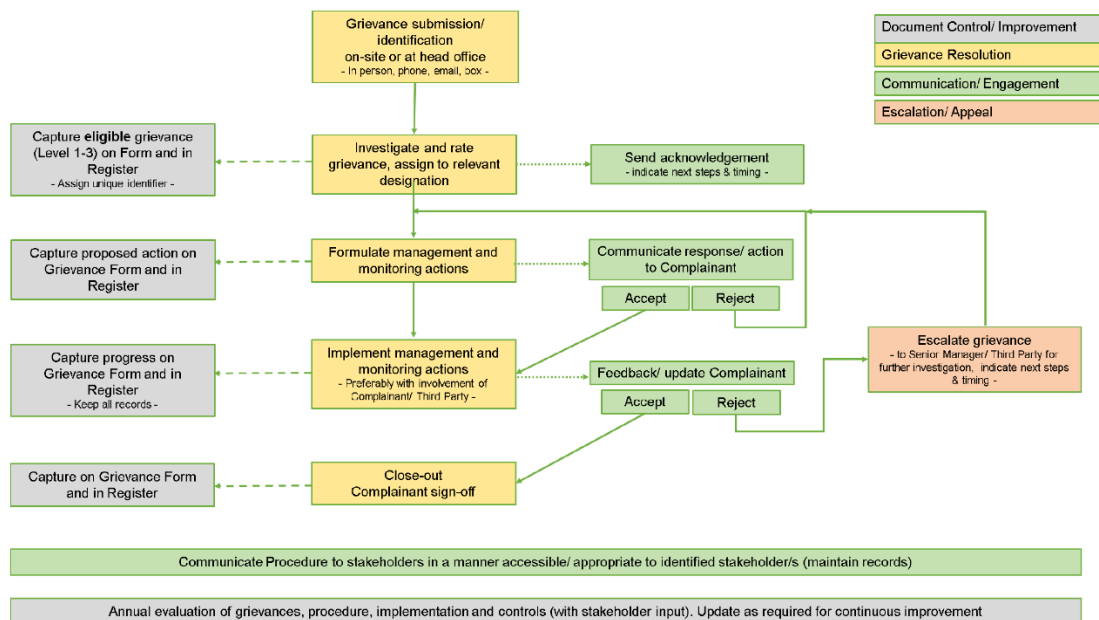 Grievance submission/
identification
on-site or at head office
- In person, phone, email, box -
Document Control/ Improvement
Grievance Resolution
Communication/ Engagement
Escalation/ Appeal
Capture eligible grievance
(Level 1-3) on Form and in
Register
- Assign unique identifier -
Investigate and rate
grievance, assign to relevant
designation
Send acknowledgement
- indicate next steps & timing -
Capture proposed action on
Grievance Form and in
Register
Formulate management and
monitoring actions
Communicate response/ action
to Complainant
Accept
Reject
Capture progress on
Grievance Form and in
Register
- Keep all records -
Implement management and
monitoring actions
- Preferably with involvement of
Complainant/ Third Party -
Feedback/ update Complainant
Accept
Reject
Escalate grievance
- to Senior Manager/ Third Party for
further investigation, indicate next steps
& timing -
Capture on Grievance Form
and in Register
Close-out
Complainant sign-off
Communicate Procedure to stakeholders in a manner accessible/ appropriate to identified stakeholder/s (maintain records)
Annual evaluation of grievances, procedure, implementation and controls (with stakeholder input). Update as required for continuous improvement